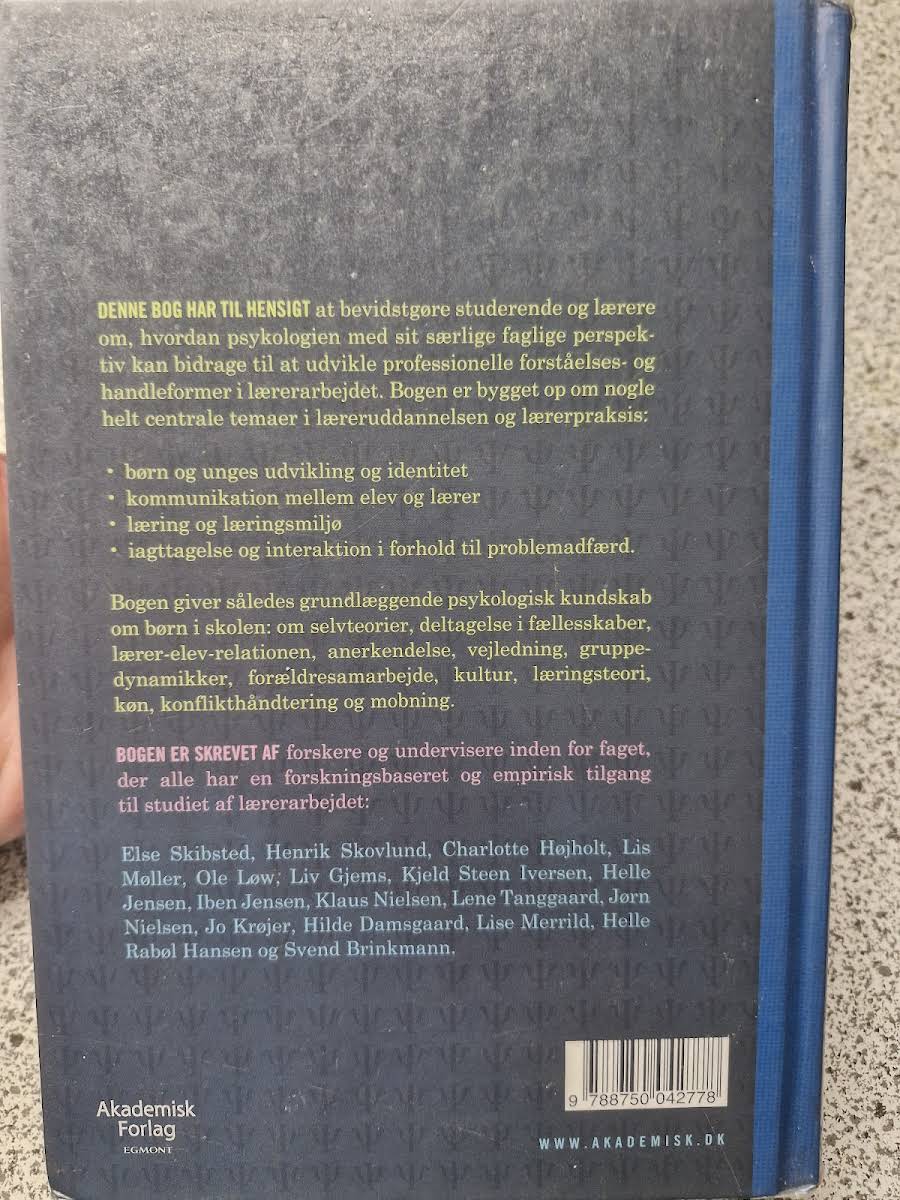 DENNE BOG HAR TIL HENSIGT at bevidstgøre studerende og lærere
om, hvordan psykologien med sit særlige faglige perspek-
tiv kan bidrage til at udvikle professionelle forståelses- og
handleformer i lærerarbejdet. Bogen er bygget op om nogle
helt centrale temaer i læreruddannelsen og lærerpraksis:
• børn og unges udvikling og identitet
• kommunikation mellem elev og lærer
• læring og læringsmiljø
• iagttagelse og interaktion i forhold til problemadfærd.
Bogen giver således grundlæggende psykologisk kundskab
om børn i skolen: om selvteorier, deltagelse i fællesskaber,
lærer-elev-relationen, anerkendelse, vejledning, gruppe-
dynamikker, forældresamarbejde, kultur, læringsteori,
køn, konflikthåndtering og mobning.
BOGEN ER SKREVET AF forskere og undervisere inden for faget,
der alle har en forskningsbaseret og empirisk tilgang
til studiet af lærerarbejdet:
Else Skibsted, Henrik Skovlund, Charlotte Højholt, Lis
Møller, Ole Løw, Liv Gjems, Kjeld Steen Iversen, Helle
Jensen, Iben Jensen, Klaus Nielsen, Lene Tanggaard, Jørn
Nielsen, Jo Krøjer, Hilde Damsgaard, Lise Merrild, Helle
Rabøl Hansen og Svend Brinkmann.
9 788750 042778
Akademisk
Forlag
EGMONT
WWW.AKADEMISK.DK